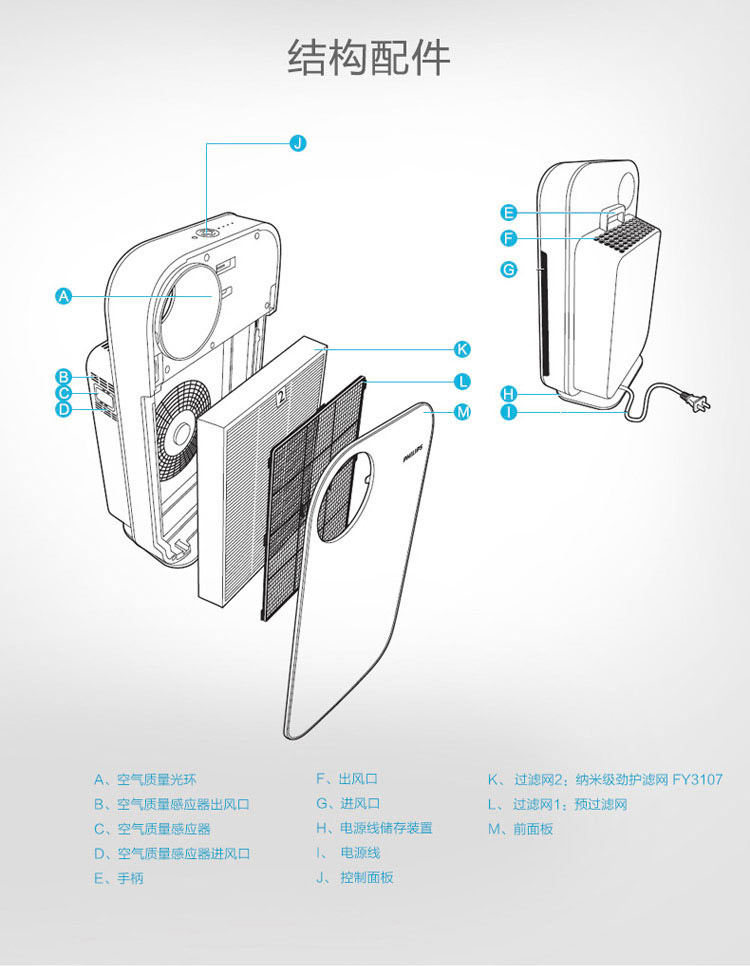 结构配件
J
E
F
G
A
K
B
L
C
H
D
M
I
2
PHILIPS
A、空气质量光环
B、空气质量感应器出风口
C、空气质量感应器
D、空气质量感应器进风口
E、手柄
F、出风口
G、进风口
H、电源线储存装置
I、 电源线
J、 控制面板
K、 过滤网2：纳米级劲护滤网 FY3107
L、 过滤网1：预过滤网
M、前面板